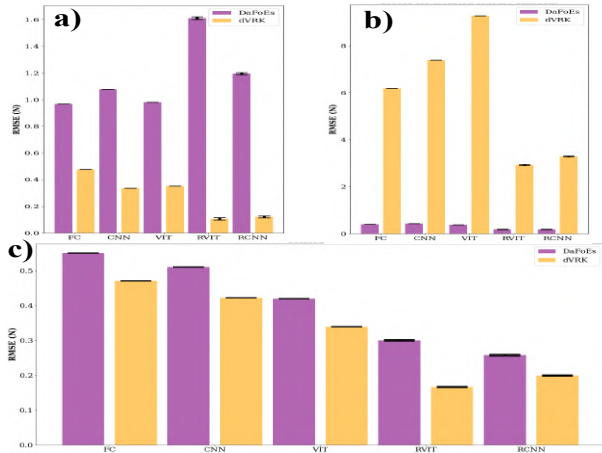 a)
DaFoEs
dVRK
RMSE (N)
1.6
1.4
1.2
1.0
0.8
0.6
0.4
0.2
0.0
FC CNN VIT RVIT RCNN
b)
DaFoEs
dVRK
RMSE (N)
8
6
4
2
0
FC CNN VIT RVIT RCNN
c)
DaFoEs
dVRK
RMSE (N)
0.5
0.4
0.3
0.2
0.1
0.0
FC CNN VIT RVIT RCNN